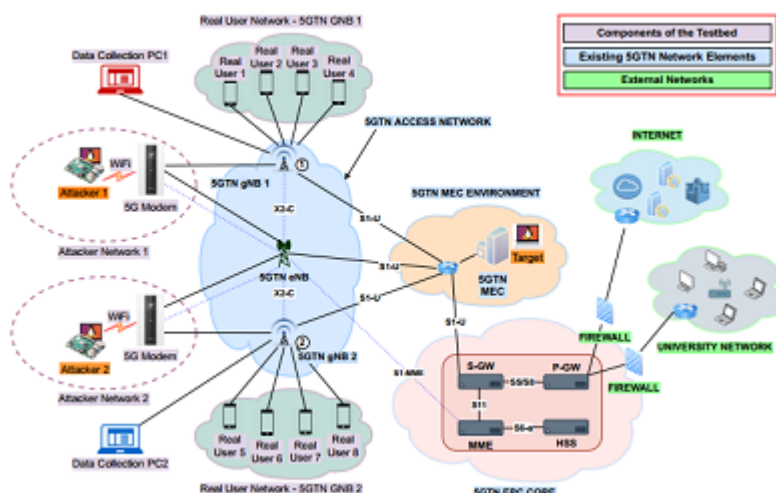 Real User Network - 5GTN GNB 1
Components of the Testbed
Existing 5GTN Network Elements
External Networks
Data Collection PC1
Real
User 1
Real
User 2
Real
User 3
Real
User 4
5GTN ACCESS NETWORK
INTERNET
WiFi
Attacker 1
5G Modem
Attacker Network 1
1
5GTN gNB 1
X2-C
S1-U
5GTN MEC ENVIRONMENT
Target
5GTN
MEC
5GTN eNB
S1-U
X2-C
S1-U
S1-U
WiFi
Attacker 2
5G Modem
Attacker Network 2
2
5GTN gNB 2
S1-MME
FIREWALL
UNIVERSITY NETWORK
FIREWALL
S-GW
P-GW
S5/S8
S11
S6-a
MME
HSS
Real
User 5
Real
User 6
Real
User 7
Real
User 8
Data Collection PC2
Real User Network - 5GTN GNB 2
5GTN EPC CORE